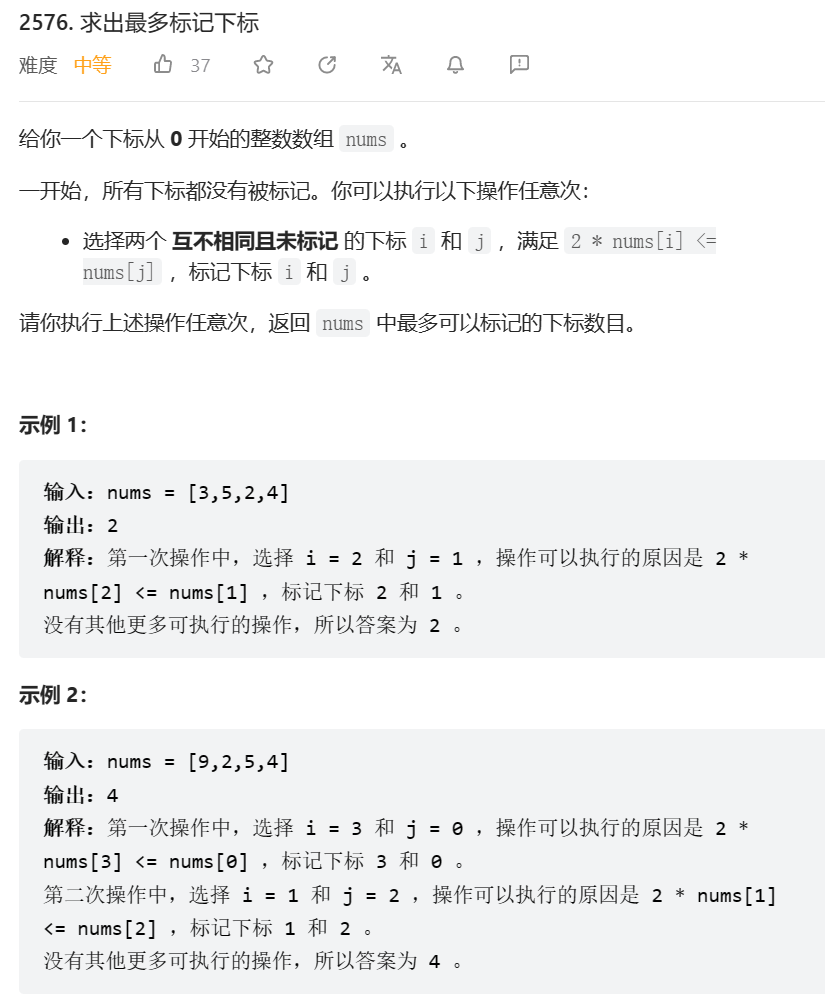 2576. 求出最多标记下标
难度 中等 37
给你一个下标从 0 开始的整数数组 nums 。
一开始，所有下标都没有被标记。你可以执行以下操作任意次：
• 选择两个 互不相同且未标记 的下标 i 和 j ，满足 2 * nums[i] <=
nums[j] ，标记下标 i 和 j 。
请你执行上述操作任意次，返回 nums 中最多可以标记的下标数目。
示例 1：
输入：nums = [3,5,2,4]
输出：2
解释：第一次操作中，选择 i = 2 和 j = 1 ，操作可以执行的原因是 2 *
nums[2] <= nums[1] ，标记下标 2 和 1 。
没有其他更多可执行的操作，所以答案为 2 。
示例 2：
输入：nums = [9,2,5,4]
输出：4
解释：第一次操作中，选择 i = 3 和 j = 0 ，操作可以执行的原因是 2 *
nums[3] <= nums[0] ，标记下标 3 和 0 。
第二次操作中，选择 i = 1 和 j = 2 ，操作可以执行的原因是 2 * nums[1]
<= nums[2] ，标记下标 1 和 2 。
没有其他更多可执行的操作，所以答案为 4 。